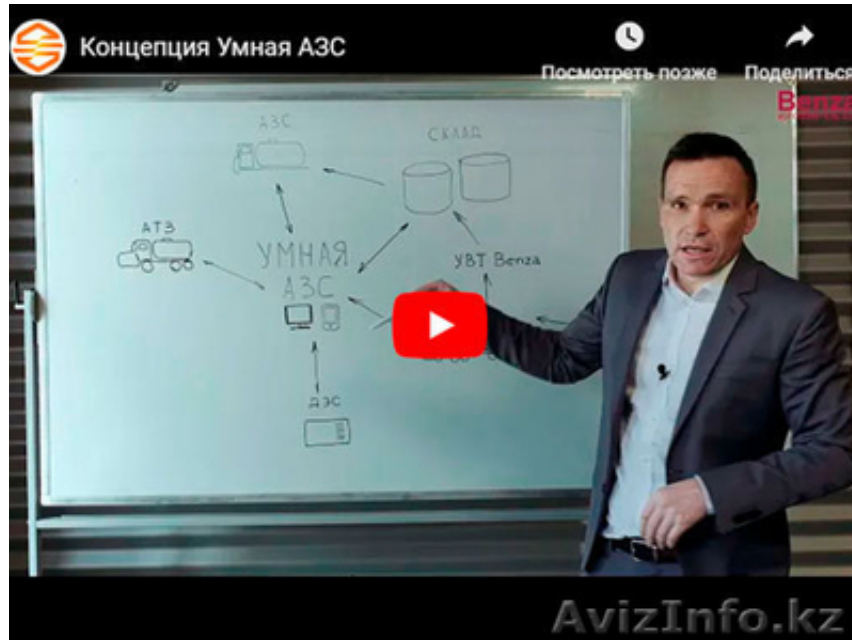 Концепция Умная АЗС
Посмотреть позже
Поделиться
Benza
АЗС
СКЛАД
АТЗ
УМНАЯ
АЗС
УВТ Benza
ДЭС
AvizInfo.kz